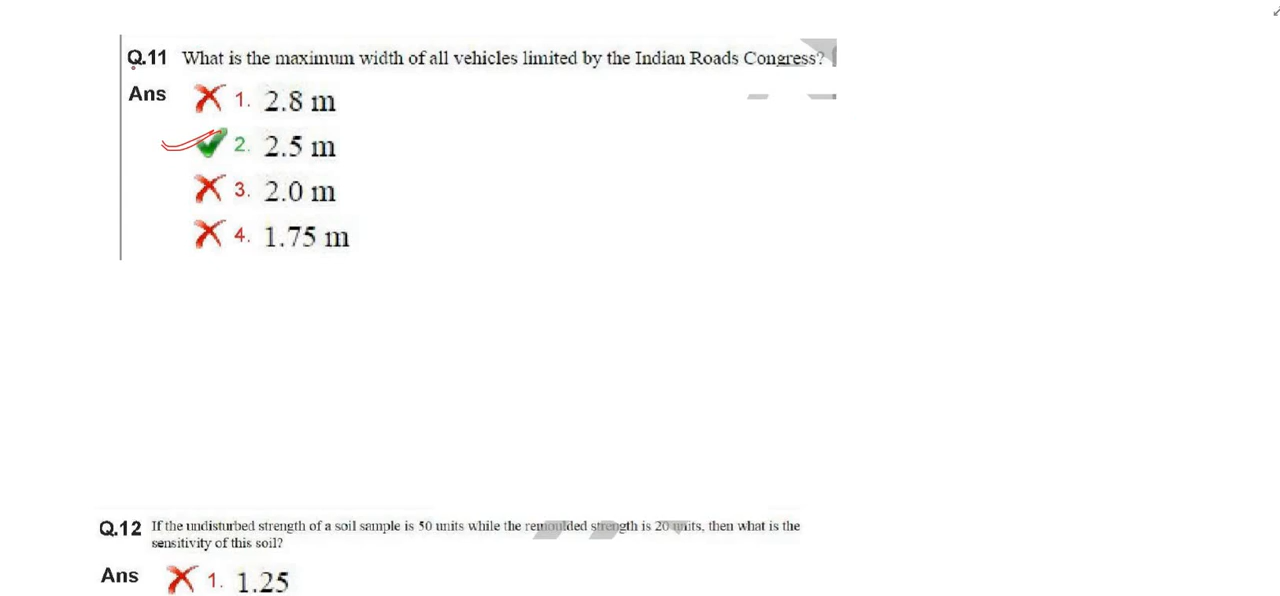 Q.11 What is the maximum width of all vehicles limited by the Indian Roads Congress?
Ans 1. 2.8 m
2. 2.5 m
3. 2.0 m
4. 1.75 m
Q.12 If the undisturbed strength of a soil sample is 50 units while the remoulded strength is 20 units, then what is the
sensitivity of this soil?
Ans 1. 1.25